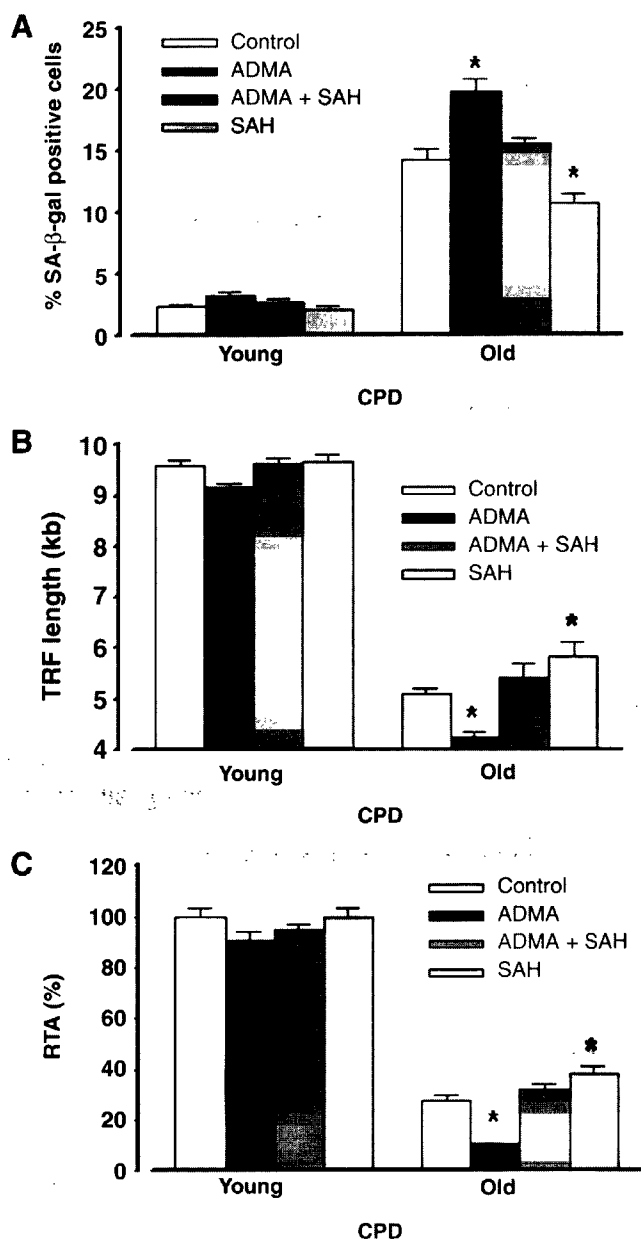 A
25
20
15
10
5
0
% SA-β-gal positive cells
Control
ADMA
ADMA + SAH
SAH
*
*
Young
Old
CPD
B
10
9
8
7
6
5
4
TRF length (kb)
Control
ADMA
ADMA + SAH
SAH
*
*
Young
Old
CPD
C
120
100
80
60
40
20
0
RTA (%)
Control
ADMA
ADMA + SAH
SAH
*
*
Young
Old
CPD